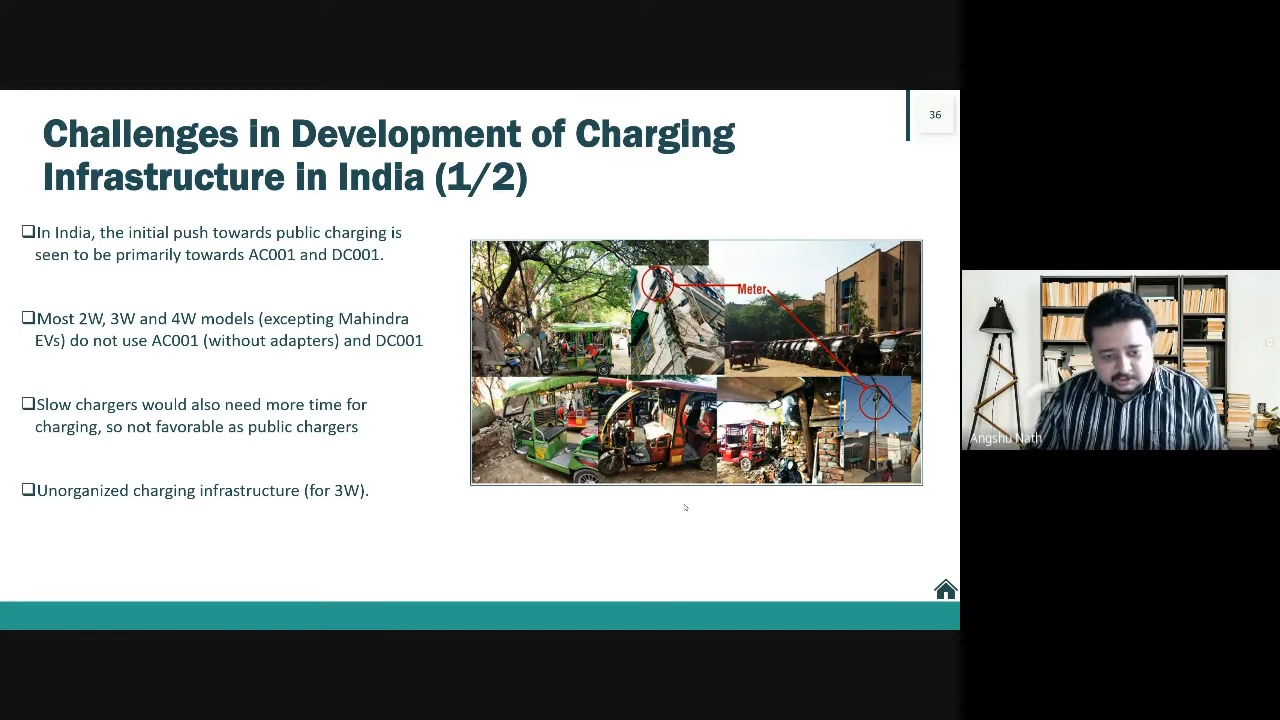 Challenges in Development of Charging
Infrastructure in India (1/2)
36
❑In India, the initial push towards public charging is
seen to be primarily towards AC001 and DC001.
❑Most 2W, 3W and 4W models (excepting Mahindra
EVs) do not use AC001 (without adapters) and DC001
❑Slow chargers would also need more time for
charging, so not favorable as public chargers
❑Unorganized charging infrastructure (for 3W).
Meter
Angshu Nath